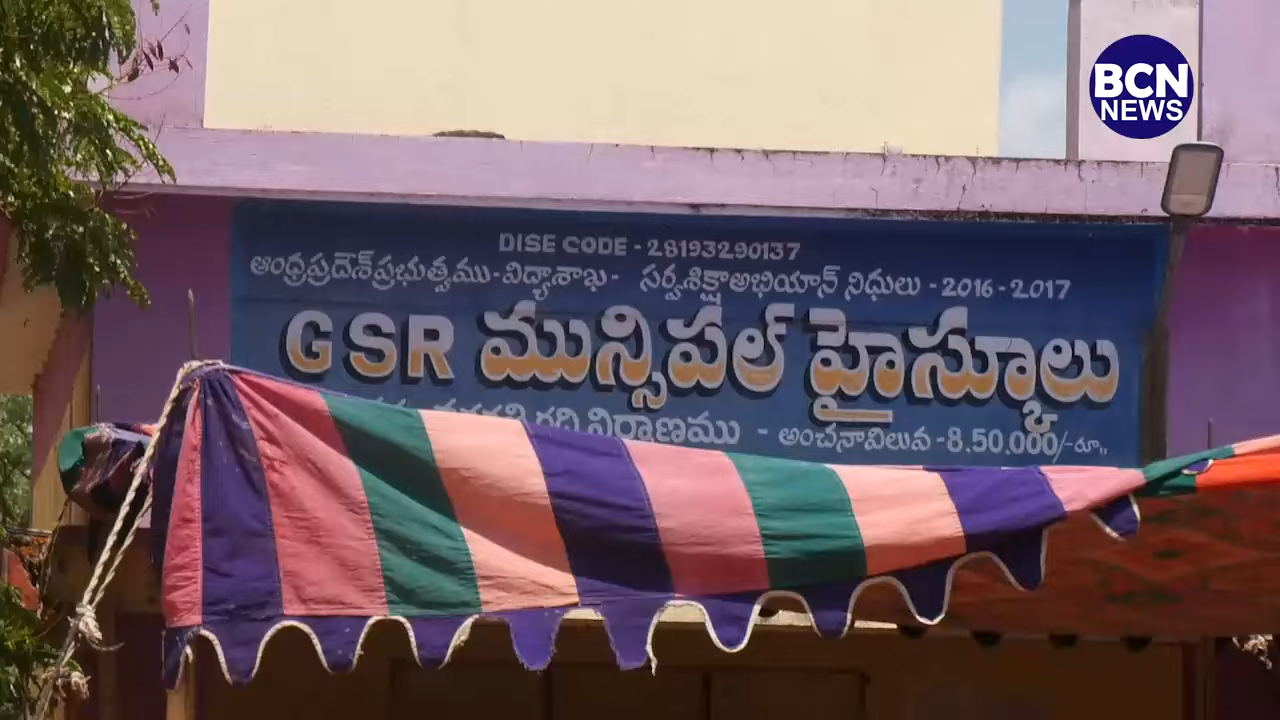 BCN
NEWS
DISE CODE - 28193290137
ఆంధ్రప్రదేశ్ ప్రభుత్వము - విద్యాశాఖ - సర్వశిక్షా అభియాన్ నిధులు - 2016 - 2017
GSR మున్సిపల్ హైస్కూలు
గది నిర్మాణము - అంచనావిలువ - 8.50.000/-రూ,,